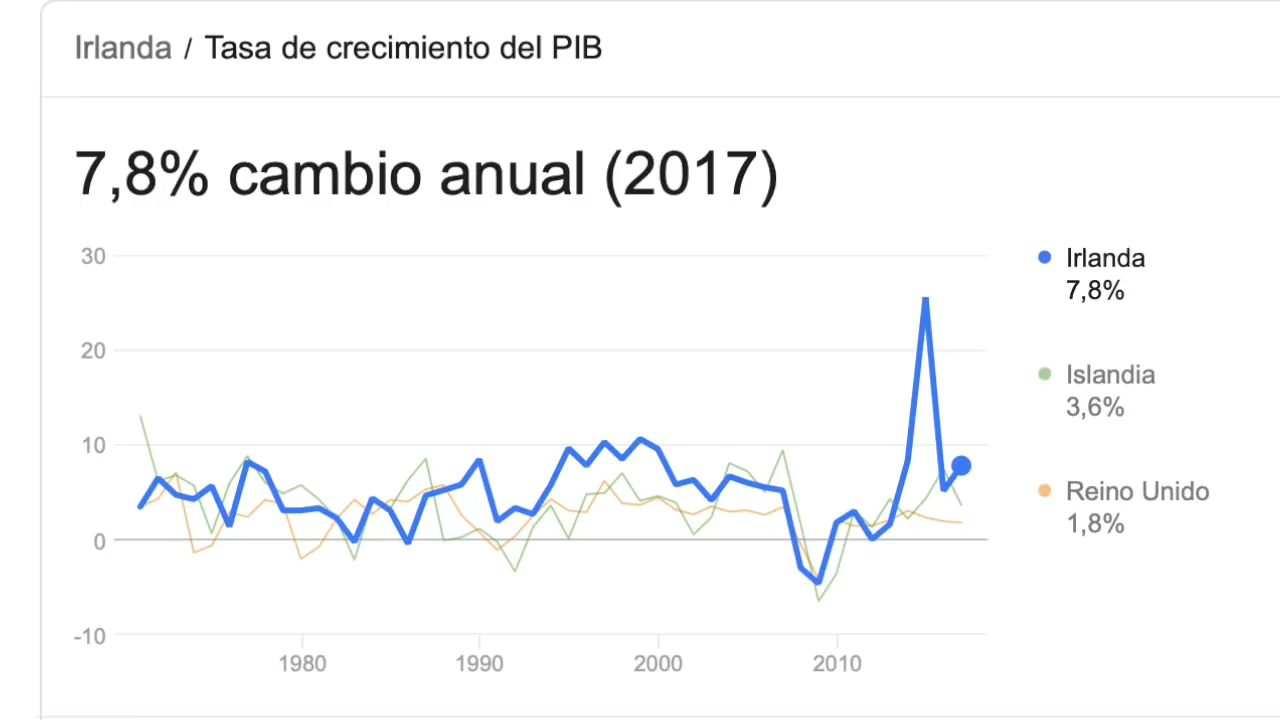 Irlanda / Tasa de crecimiento del PIB
7,8% cambio anual (2017)
30
20
10
0
-10
1980
1990
2000
2010
Irlanda
7,8%
Islandia
3,6%
Reino Unido
1,8%